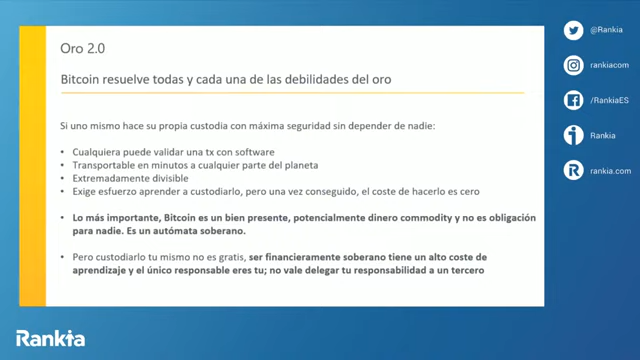 Oro 2.0
Bitcoin resuelve todas y cada una de las debilidades del oro
Si uno mismo hace su propia custodia con máxima seguridad sin depender de nadie:
• Cualquiera puede validar una tx con software
• Transportable en minutos a cualquier parte del planeta
• Extremadamente divisible
• Exige esfuerzo aprender a custodiarlo, pero una vez conseguido, el coste de hacerlo es cero
• Lo más importante, Bitcoin es un bien presente, potencialmente dinero commodity y no es obligación
para nadie. Es un autómata soberano.
• Pero custodiarlo tu mismo no es gratis, ser financieramente soberano tiene un alto coste de
aprendizaje y el único responsable eres tu; no vale delegar tu responsabilidad a un tercero
@Rankia
rankiacom
/RankiaES
Rankia
rankia.com
Rankia